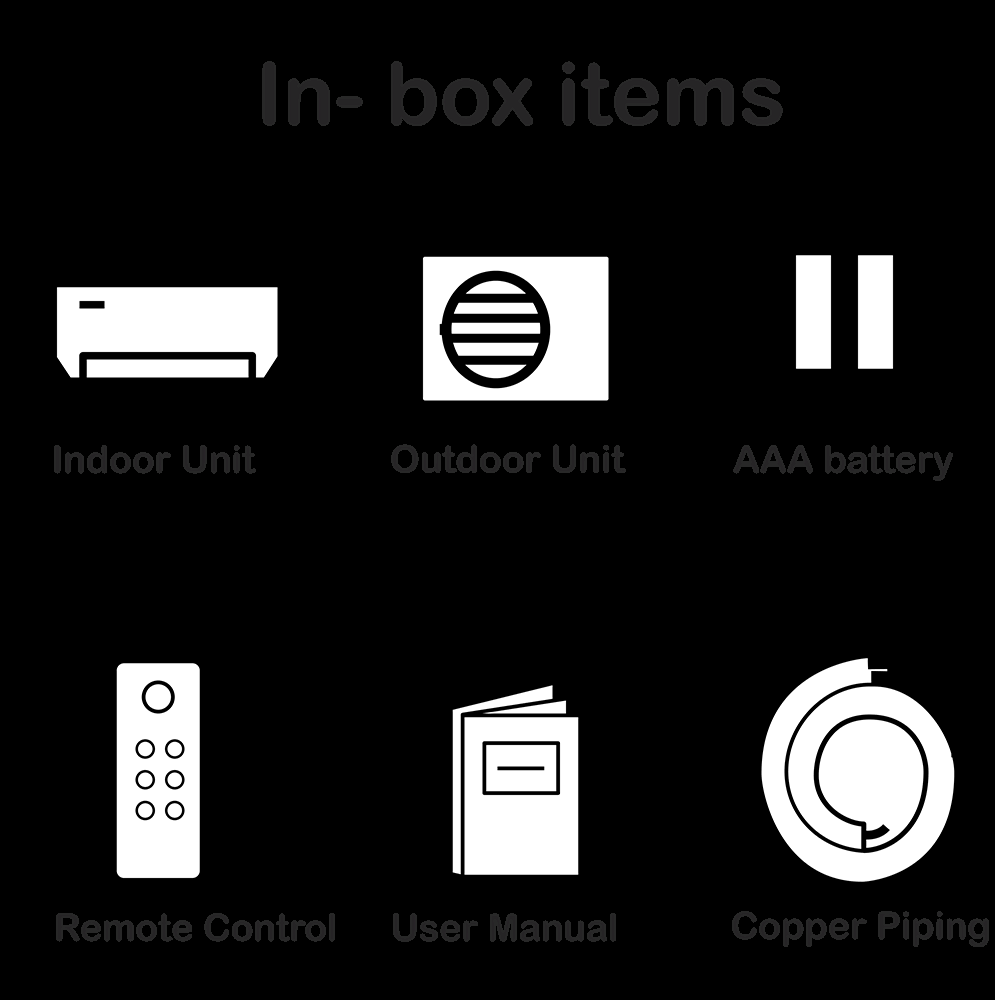 In- box items
Indoor Unit
Outdoor Unit
AAA battery
Remote Control
User Manual
Copper Piping